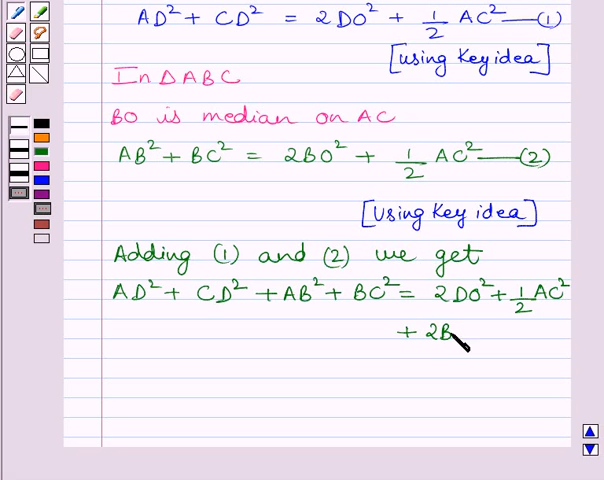 AD² + CD² = 2DO² + 1/2 AC² — (1)
[using Key idea]
In Δ ABC
BO is median on AC
AB² + BC² = 2BO² + 1/2 AC² — (2)
[using Key idea]
Adding (1) and (2) we get
AD² + CD² + AB² + BC² = 2DO² + 1/2 AC²
+ 2B